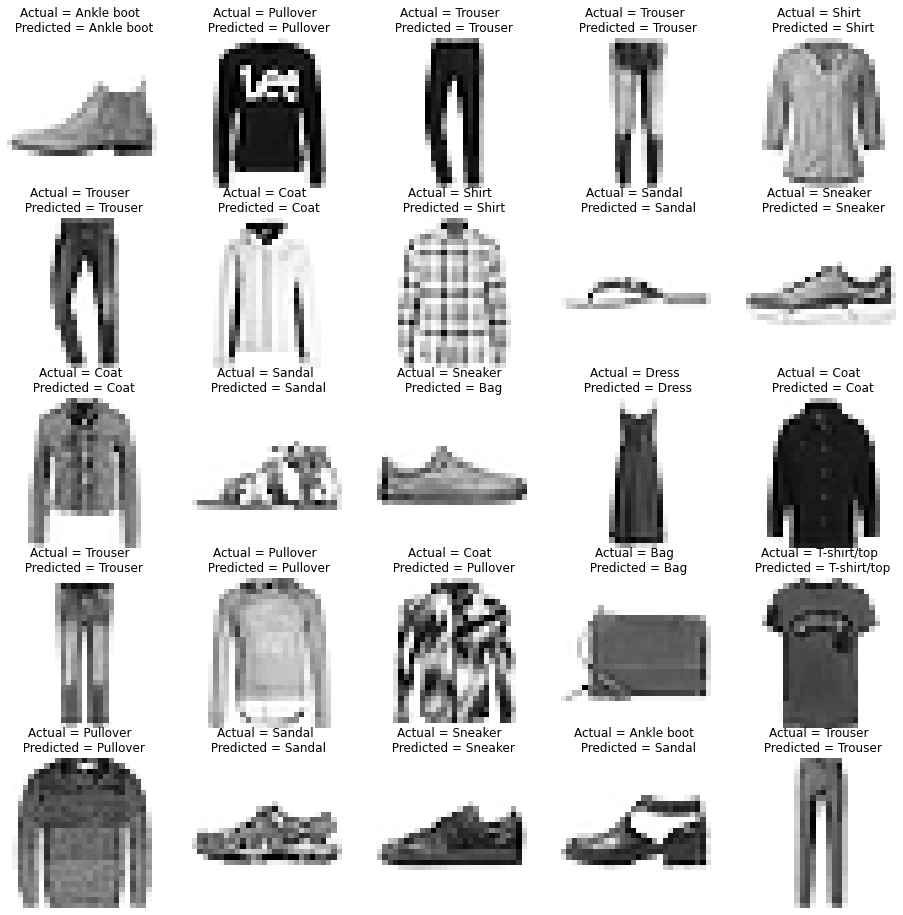 Actual = Ankle boot
Predicted = Ankle boot
Actual = Pullover
Predicted = Pullover
Actual = Trouser
Predicted = Trouser
Actual = Trouser
Predicted = Trouser
Actual = Shirt
Predicted = Shirt
Lee
Actual = Trouser
Predicted = Trouser
Actual = Coat
Predicted = Coat
Actual = Shirt
Predicted = Shirt
Actual = Sandal
Predicted = Sandal
Actual = Sneaker
Predicted = Sneaker
Actual = Coat
Predicted = Coat
Actual = Sandal
Predicted = Sandal
Actual = Sneaker
Predicted = Bag
Actual = Dress
Predicted = Dress
Actual = Coat
Predicted = Coat
Actual = Trouser
Predicted = Trouser
Actual = Pullover
Predicted = Pullover
Actual = Coat
Predicted = Pullover
Actual = Bag
Predicted = Bag
Actual = T-shirt/top
Predicted = T-shirt/top
Actual = Pullover
Predicted = Pullover
Actual = Sandal
Predicted = Sandal
Actual = Sneaker
Predicted = Sneaker
Actual = Ankle boot
Predicted = Sandal
Actual = Trouser
Predicted = Trouser